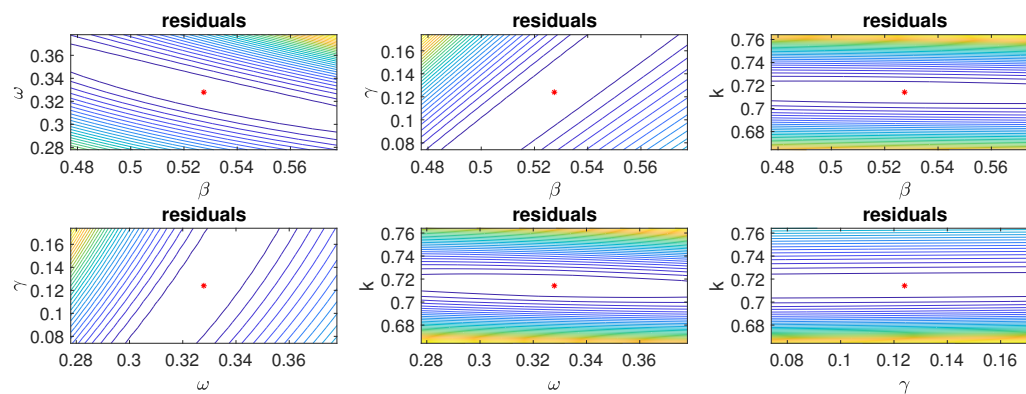 residuals residuals residuals
0.36 0.34 0.32 0.3 0.28
ω
0.48 0.5 0.52 0.54 0.56
β
0.16 0.14 0.12 0.1 0.08
γ
0.48 0.5 0.52 0.54 0.56
β
0.76 0.74 0.72 0.7 0.68
k
0.48 0.5 0.52 0.54 0.56
β
residuals residuals residuals
0.16 0.14 0.12 0.1 0.08
γ
0.28 0.3 0.32 0.34 0.36
ω
0.76 0.74 0.72 0.7 0.68
k
0.28 0.3 0.32 0.34 0.36
ω
0.76 0.74 0.72 0.7 0.68
k
0.08 0.1 0.12 0.14 0.16
γ